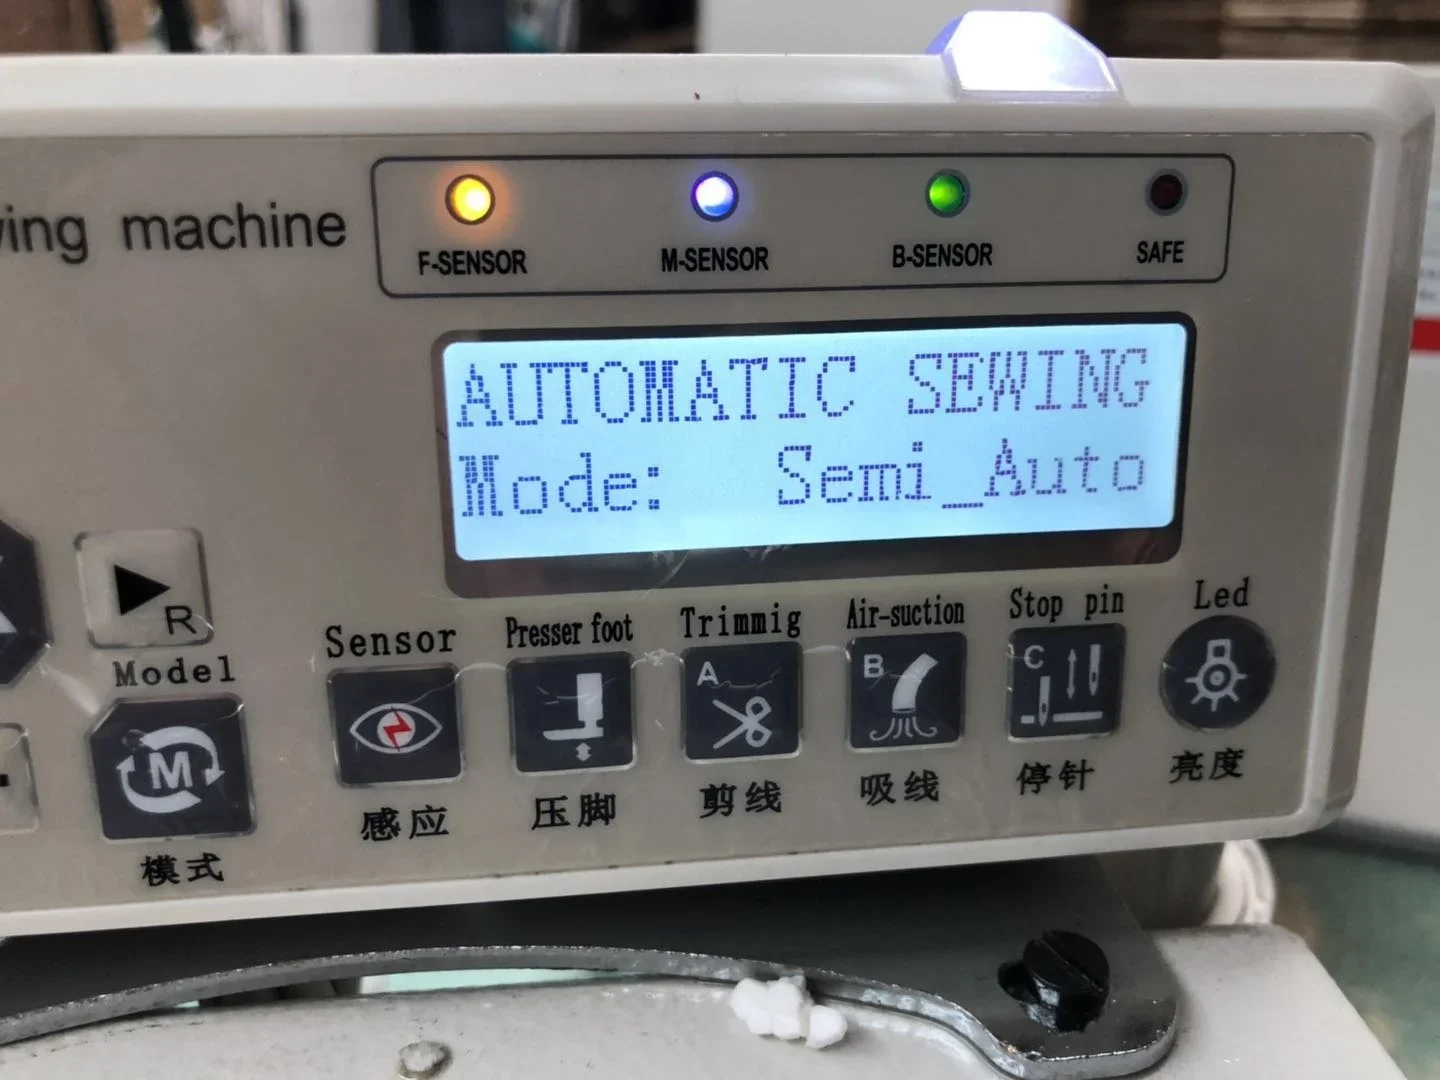 machine
F-SENSOR M-SENSOR B-SENSOR SAFE
AUTOMATIC SEWING
Mode: Semi_Auto
R
Model
Sensor Presser foot Trimmig Air-suction Stop pin Led
M
A B C
模式 感应 压脚 剪线 吸线 停针 亮度